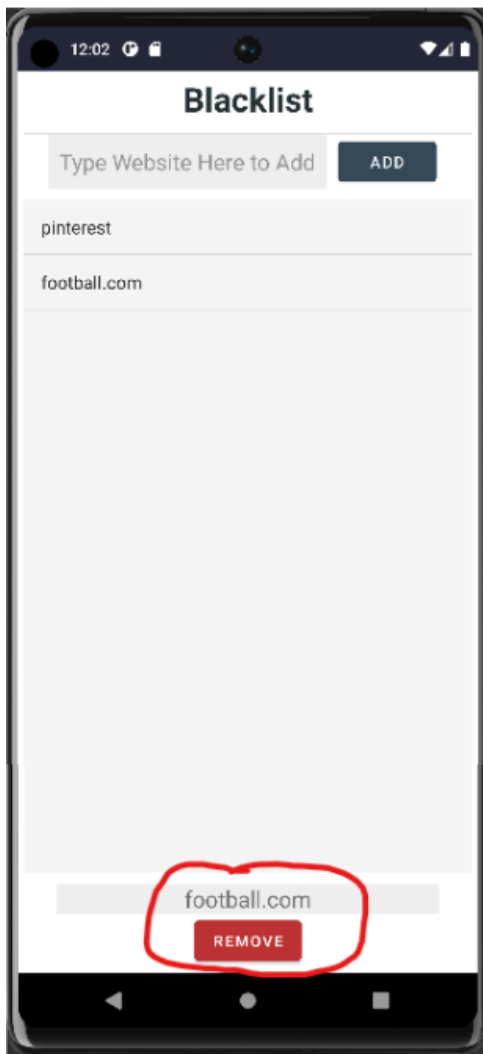 12:02
Blacklist
Type Website Here to Add
ADD
pinterest
football.com
football.com
REMOVE